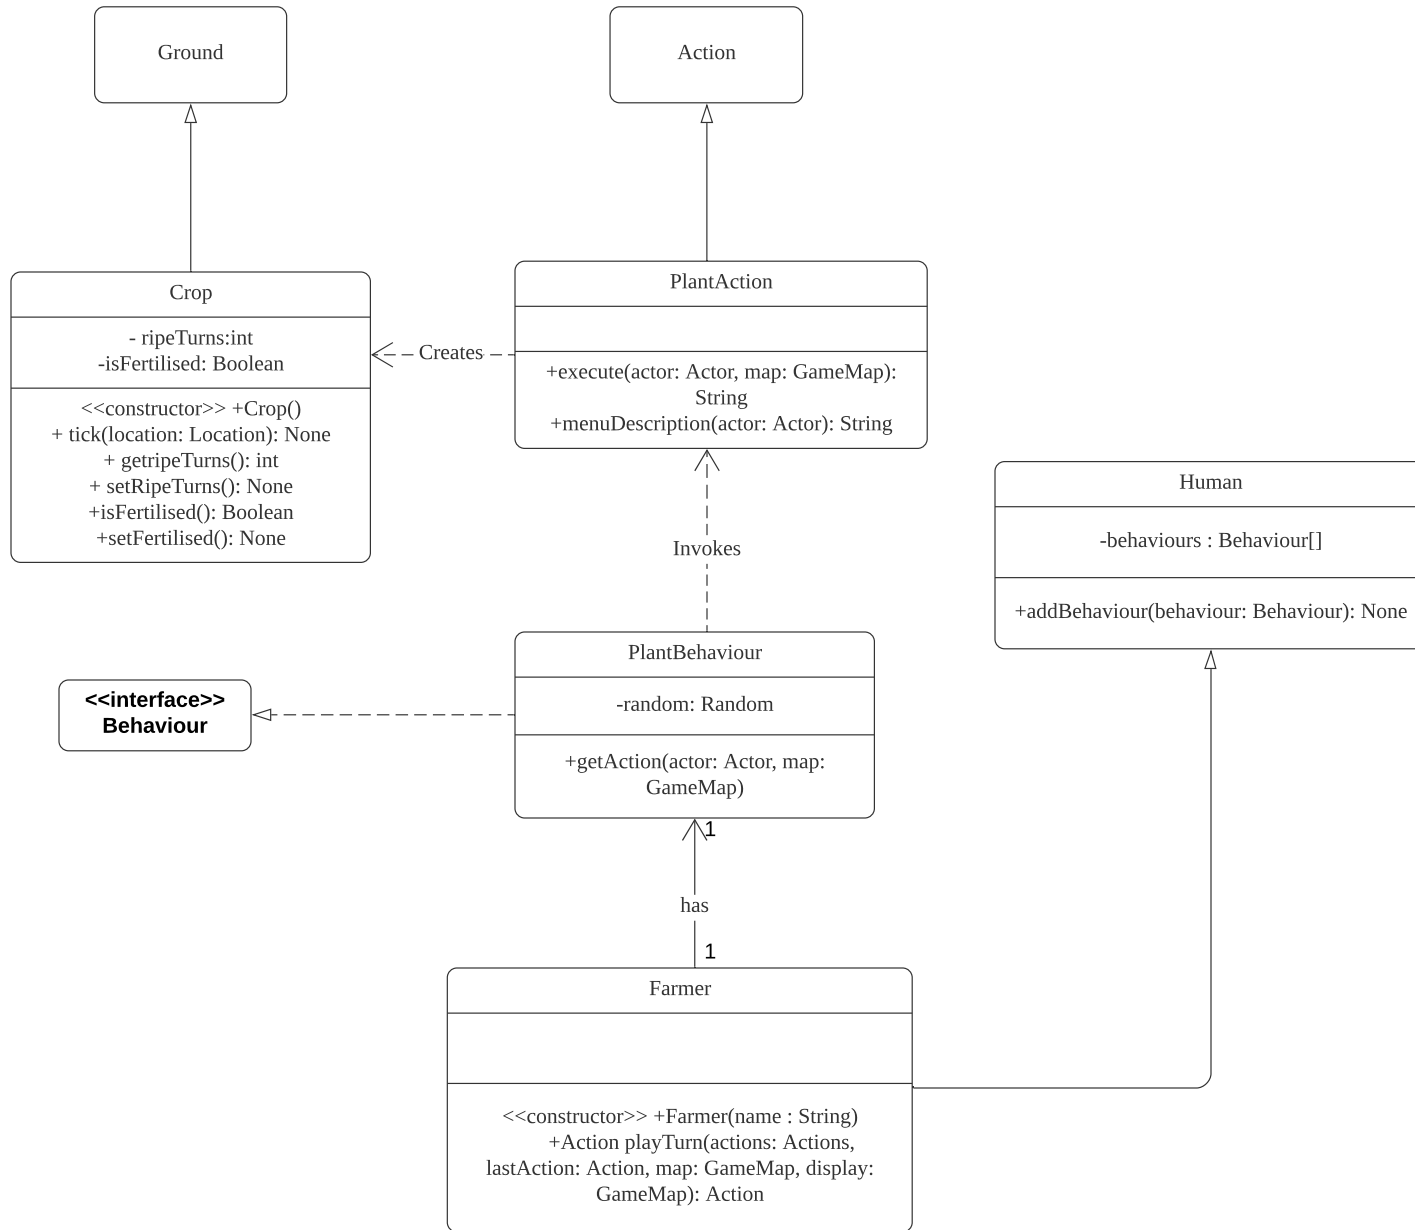 Ground
Action
Crop
- ripeTurns:int
-isFertilised: Boolean
<<constructor>> +Crop()
+ tick(location: Location): None
+ getripeTurns(): int
+ setRipeTurns(): None
+isFertilised(): Boolean
+setFertilised(): None
Creates
PlantAction
+execute(actor: Actor, map: GameMap):
String
+menuDescription(actor: Actor): String
Human
-behaviours : Behaviour[]
+addBehaviour(behaviour: Behaviour): None
Invokes
<<interface>>
Behaviour
PlantBehaviour
-random: Random
+getAction(actor: Actor, map:
GameMap)
1
has
1
Farmer
<<constructor>> +Farmer(name : String)
+Action playTurn(actions: Actions,
lastAction: Action, map: GameMap, display:
GameMap): Action